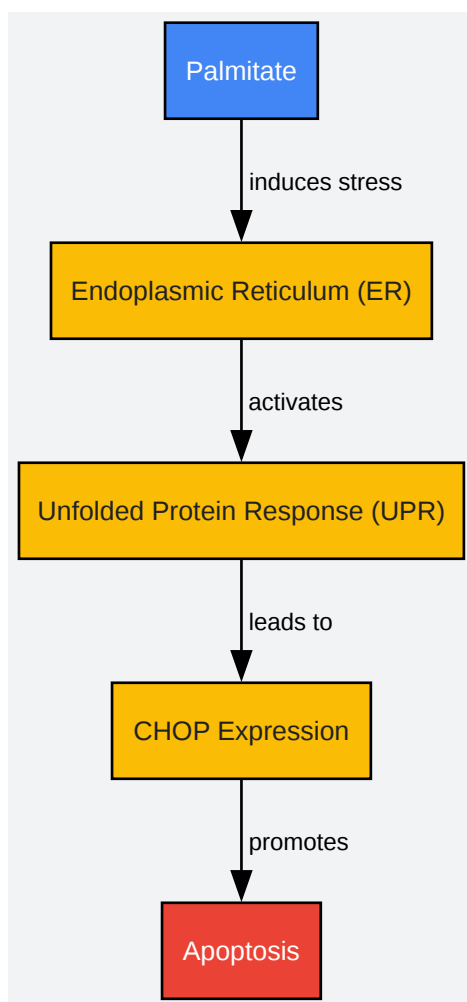 Palmitate
induces stress
Endoplasmic Reticulum (ER)
activates
Unfolded Protein Response (UPR)
leads to
CHOP Expression
promotes
Apoptosis